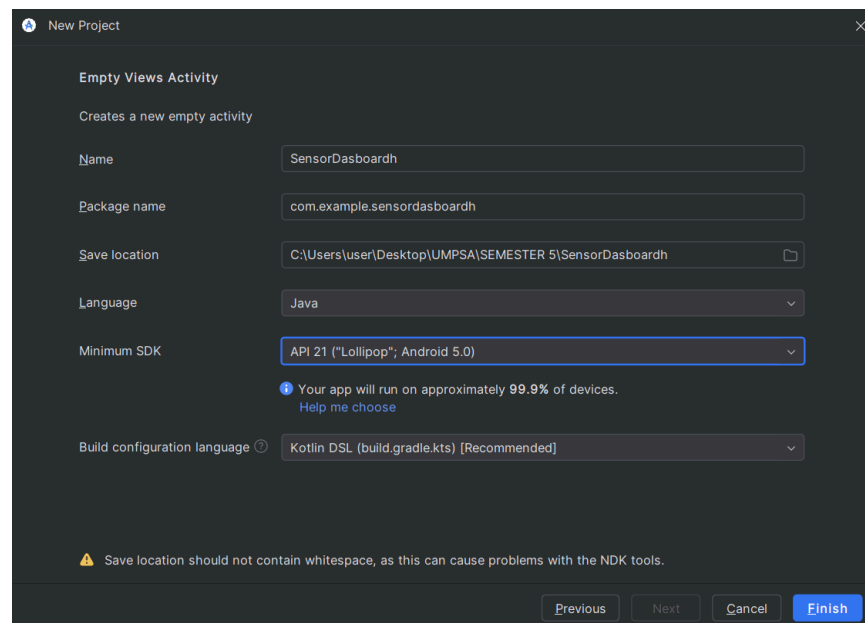 New Project
Empty Views Activity
Creates a new empty activity
Name SensorDasboardh
Package name com.example.sensordasboardh
Save location C:\Users\user\Desktop\UMPSA\SEMESTER 5\SensorDasboardh
Language Java
Minimum SDK API 21 ("Lollipop"; Android 5.0)
Your app will run on approximately 99.9% of devices.
Help me choose
Build configuration language Kotlin DSL (build.gradle.kts) [Recommended]
Save location should not contain whitespace, as this can cause problems with the NDK tools.
Previous Next Cancel Finish